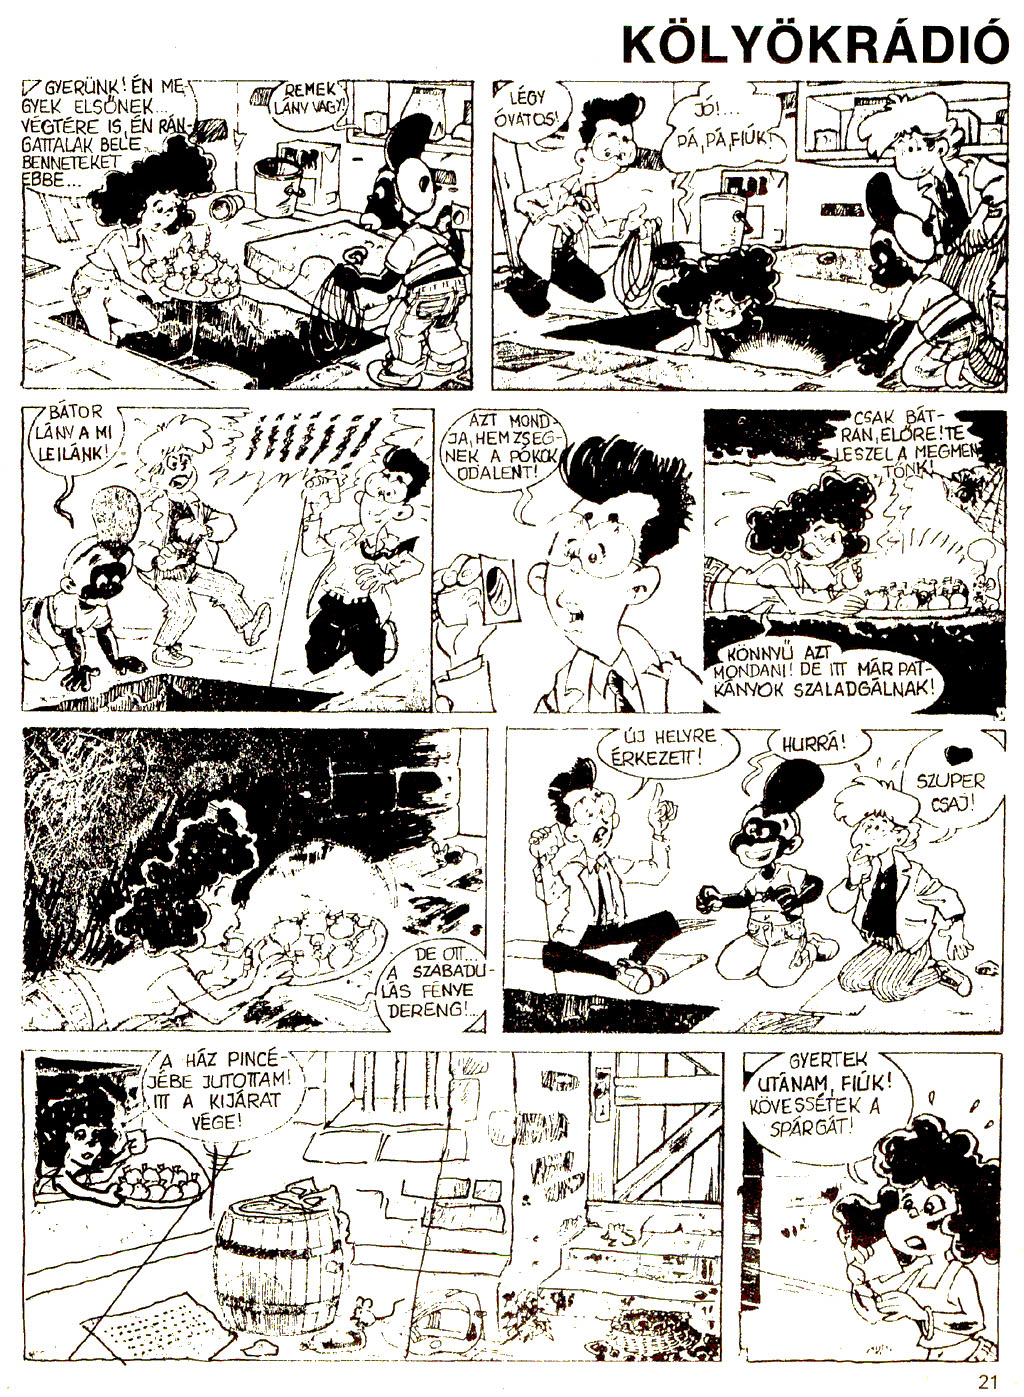 KÖLYÖKRÁDIÓ
GYERÜNK! ÉN ME-
GYEK ELSŐNEK...
VÉGTÉRE IS, ÉN RÁN-
GATTALAK BELE
BENNETEKET
EBBE...
REMEK
LÁNY VAGY!
LÉGY
ÓVATOS!
JÓ!...
PÁ, PÁ, FIÚK!
BÁTOR
LÁNY A MI
LEILÁNK!
AZT MOND-
JA, HEMZSEG-
NEK A PÓKOK
ODALENT!
CSAK BÁT-
RAN, ELŐRE! TE
LESZEL A MEGMEN-
TŐNK!
KÖNNYŰ AZT
MONDANI! DE ITT MÁR PAT-
KÁNYOK SZALADGÁLNAK!
DE OTT...
A SZABADU-
LÁS FÉNYE
DERENG!...
ÚJ HELYRE
ÉRKEZETT!
HURRÁ!
SZUPER
CSAJ!
A HÁZ PINCÉ-
JÉBE JUTOTTAM!
ITT A KIJÁRAT
VÉGE!
GYERTEK
UTÁNAM, FIÚK!
KÖVESSÉTEK A
SPÁRGÁT!
21